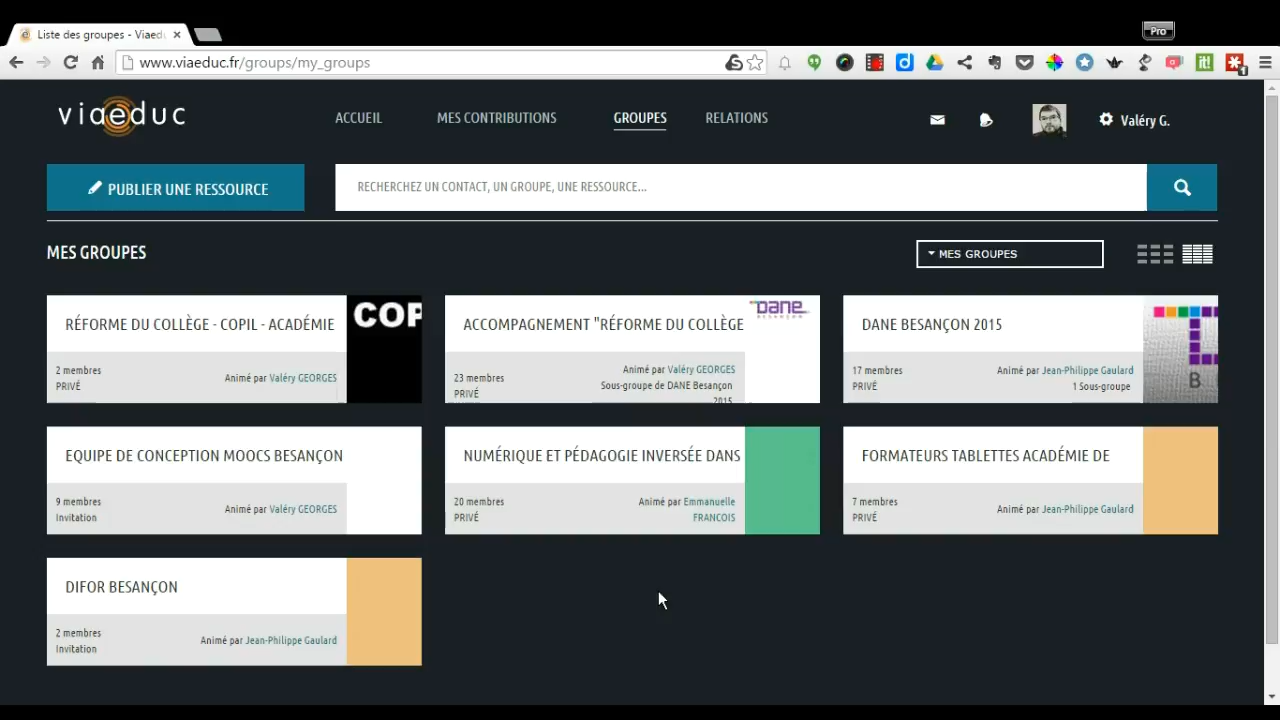 Liste des groupes - Viaed
Pro
www.viaeduc.fr/groupes/my_groups
viaeduc
ACCUEIL
MES CONTRIBUTIONS
GROUPES
RELATIONS
Valéry G.
PUBLIER UNE RESSOURCE
RECHERCHEZ UN CONTACT, UN GROUPE, UNE RESSOURCE...
MES GROUPES
MES GROUPES
RÉFORME DU COLLÈGE - COPIL - ACADÉMIE
COP
2 membres
PRIVÉ
Animé par Valéry GEORGES
ACCOMPAGNEMENT "RÉFORME DU COLLÈGE
Dane
BESANÇON
23 membres
PRIVÉ
Animé par Valéry GEORGES
Sous-groupe de DANE Besançon
2015
DANE BESANÇON 2015
B
17 membres
PRIVÉ
Animé par Jean-Philippe Gaulard
1 Sous-groupe
EQUIPE DE CONCEPTION MOOCS BESANÇON
9 membres
Invitation
Animé par Valéry GEORGES
NUMÉRIQUE ET PÉDAGOGIE INVERSÉE DANS
20 membres
PRIVÉ
Animé par Emmanuelle
FRANCOIS
FORMATEURS TABLETTES ACADÉMIE DE
7 membres
PRIVÉ
Animé par Jean-Philippe Gaulard
DIFOR BESANÇON
2 membres
Invitation
Animé par Jean-Philippe Gaulard